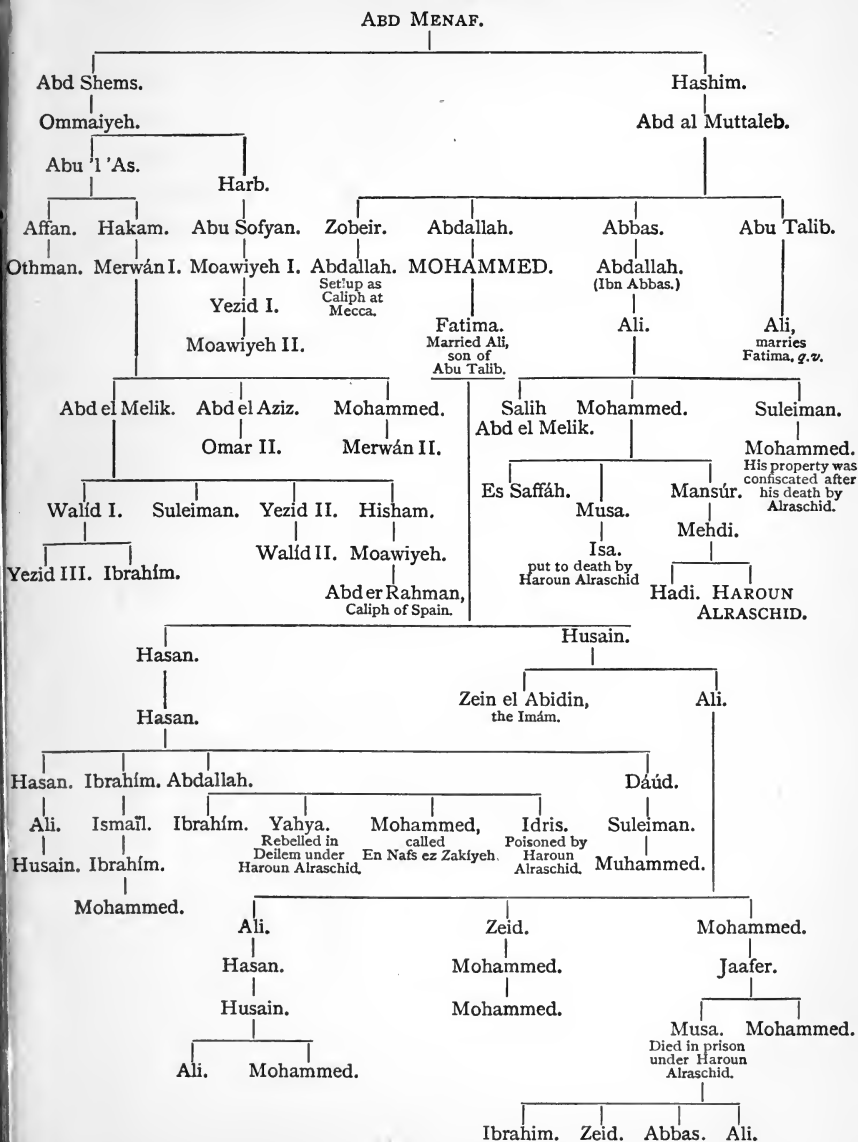 ABD MENAF.
Abd Shems. Hashim.
Ommaiyeh. Abd al Muttaleb.
Abu 'l 'As.
Harb.
Affan. Hakam. Abu Sofyan. Zobeir. Abdallah. Abbas. Abu Talib.
Othman. Merwán I. Moawiyeh I. Abdallah. MOHAMMED. Abdallah.
Set up as
Caliph at
Mecca.
(Ibn Abbas.)
Yezid I.
Moawiyeh II.
Fatima.
Married Ali,
son of
Abu Talib.
Ali.
Ali,
marries
Fatima, q.v.
Abd el Melik. Abd el Aziz. Mohammed. Salih Mohammed. Suleiman.
Abd el Melik.
Omar II. Merwán II.
Mohammed.
His property was
confiscated after
his death by
Alraschid.
Es Saffáh. Musa. Mansúr.
Walíd I. Suleiman. Yezid II. Hisham.
Isa.
put to death by
Haroun Alraschid
Mehdi.
Walíd II. Moawiyeh.
Yezid III. Ibrahím.
Abd er Rahman,
Caliph of Spain.
Hadi. HAROUN
ALRASCHID.
Hasan. Husain.
Hasan.
Zein el Abidin,
the Imám.
Ali.
Hasan. Ibrahím. Abdallah. Dáúd.
Ali. Ismaïl. Ibrahím. Yahya. Mohammed, Idris. Suleiman.
Rebelled in
Deilem under
Haroun Alraschid.
called
En Nafs ez Zakíyeh.
Poisoned by
Haroun
Alraschid.
Husain. Ibrahím. Muhammed.
Mohammed.
Ali. Zeid. Mohammed.
Hasan. Mohammed. Jaafer.
Husain. Mohammed.
Musa. Mohammed.
Died in prison
under Haroun
Alraschid.
Ali. Mohammed.
Ibrahim. Zeid. Abbas. Ali.